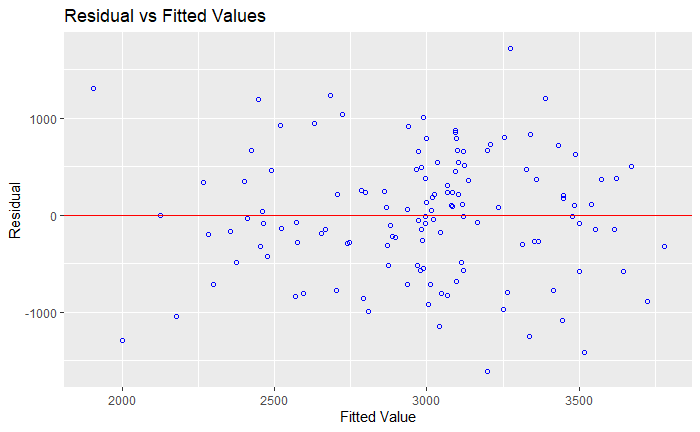 Residual vs Fitted Values
1000
0
-1000
Residual
2000 2500 3000 3500
Fitted Value